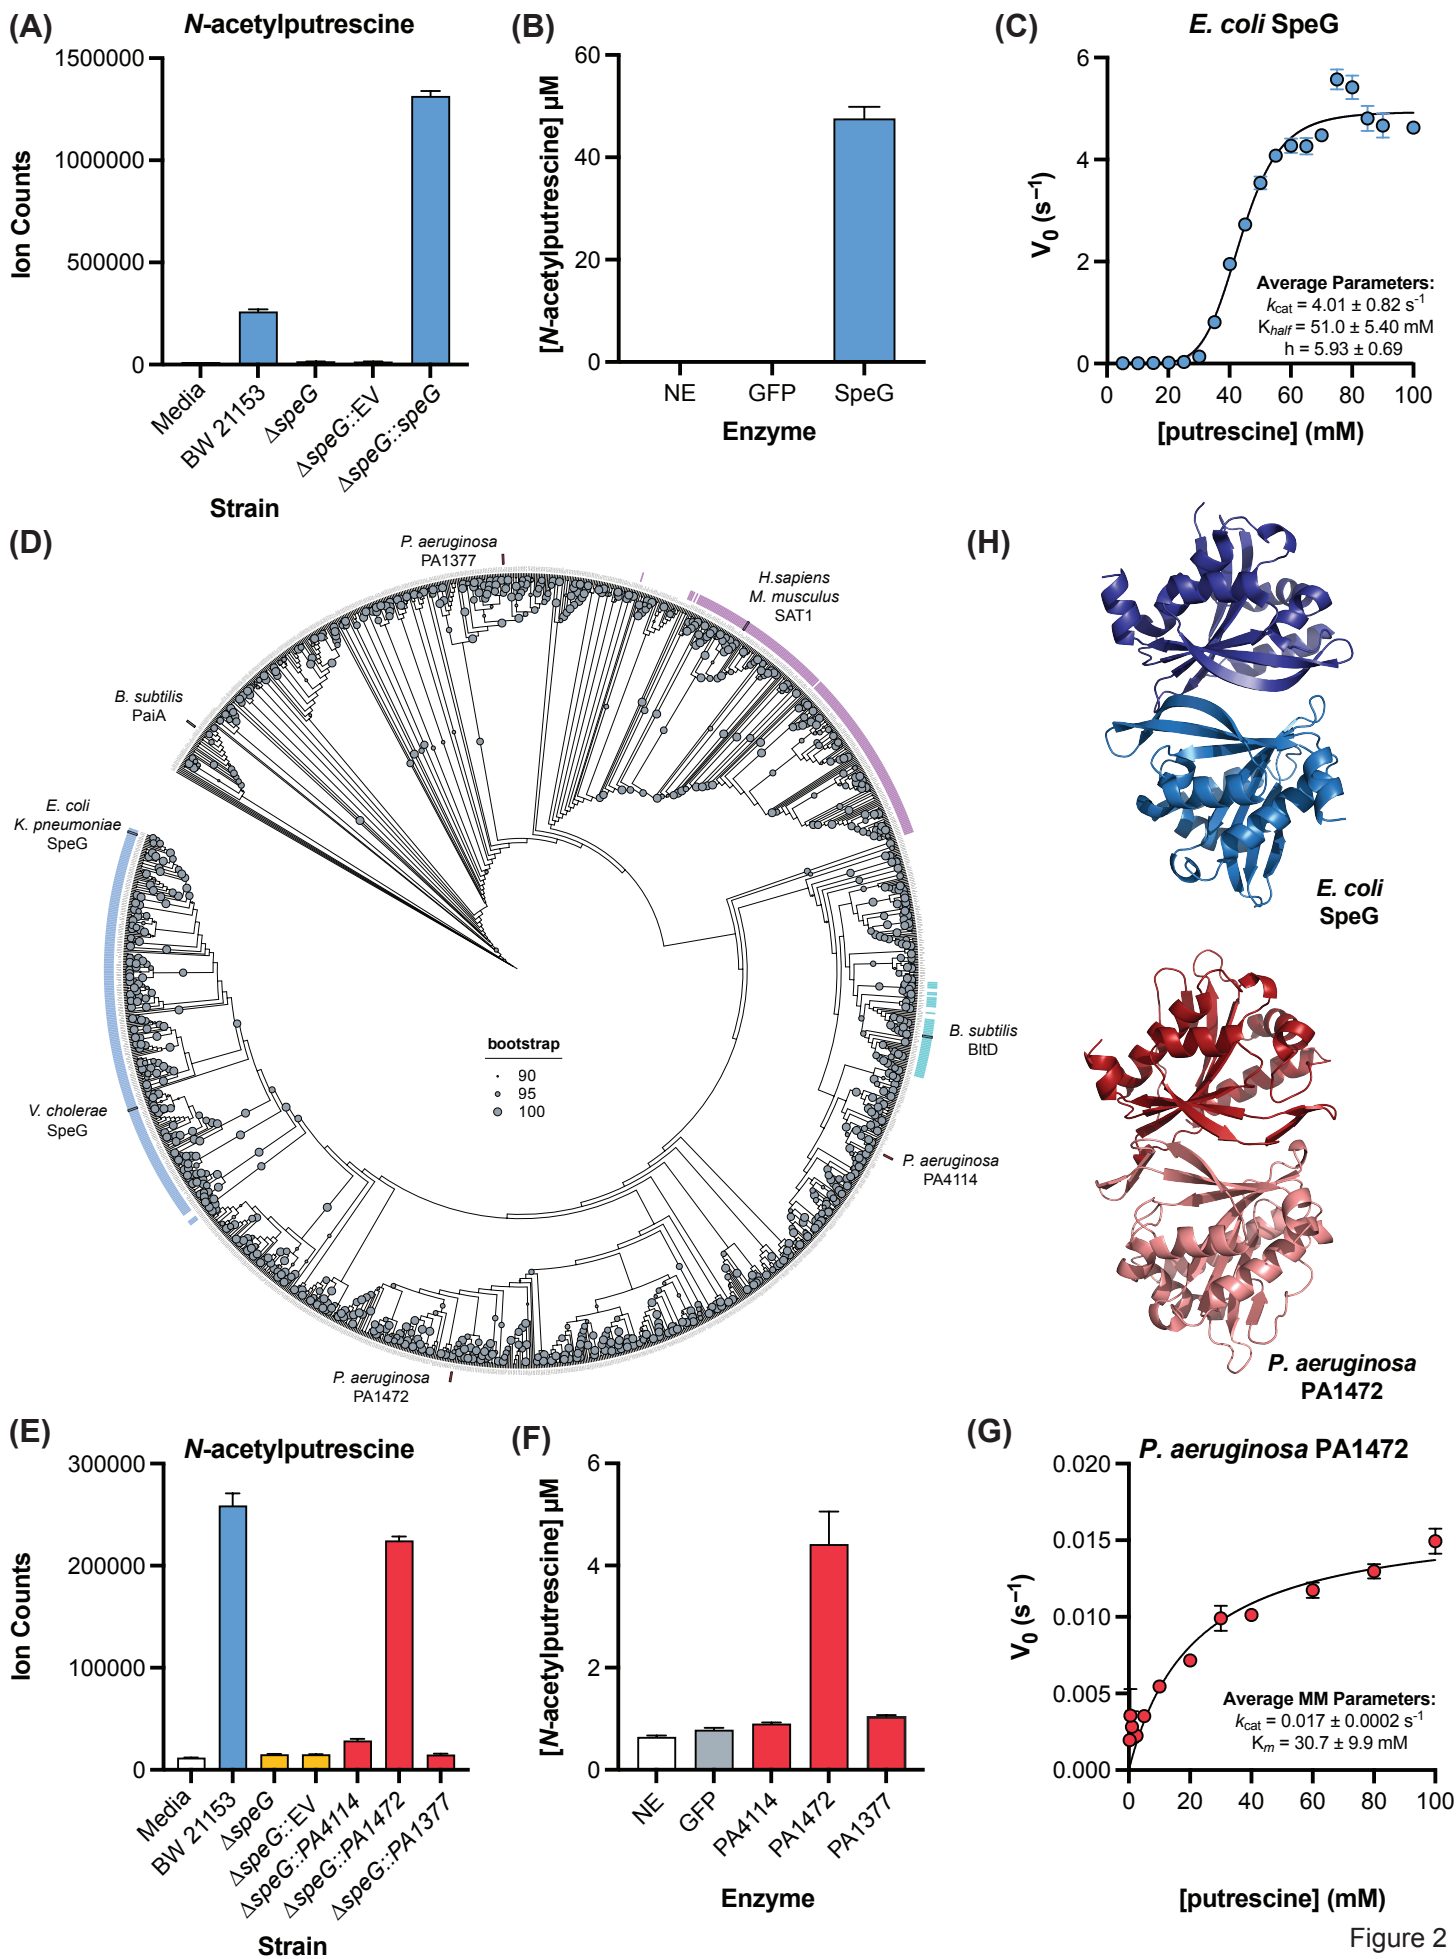 (A)
N-acetylputrescine
Ion Counts
1500000
1000000
500000
0
Media
BW 21153
ΔspeG
ΔspeG::EV
ΔspeG::speG
Strain
(B)
[N-acetylputrescine] µM
60
40
20
0
NE
GFP
SpeG
Enzyme
(C)
E. coli SpeG
V0 (s–1)
6
4
2
0
Average Parameters:
kcat = 4.01 ± 0.82 s-1
Khalf = 51.0 ± 5.40 mM
h = 5.93 ± 0.69
0 20 40 60 80 100
[putrescine] (mM)
(D)
P. aeruginosa
PA1377
H.sapiens
M. musculus
SAT1
B. subtilis
PaiA
E. coli
K. pneumoniae
SpeG
bootstrap
90
95
100
B. subtilis
BltD
V. cholerae
SpeG
P. aeruginosa
PA4114
P. aeruginosa
PA1472
(H)
E. coli
SpeG
P. aeruginosa
PA1472
(E)
N-acetylputrescine
Ion Counts
300000
200000
100000
0
Media
BW 21153
ΔspeG
ΔspeG::EV
ΔspeG::PA4114
ΔspeG::PA1472
ΔspeG::PA1377
Strain
(F)
[N-acetylputrescine] µM
6
4
2
0
NE
GFP
PA4114
PA1472
PA1377
Enzyme
(G)
P. aeruginosa PA1472
V0 (s–1)
0.020
0.015
0.010
0.005
0.000
Average MM Parameters:
kcat = 0.017 ± 0.0002 s-1
Km = 30.7 ± 9.9 mM
0 20 40 60 80 100
[putrescine] (mM)
Figure 2